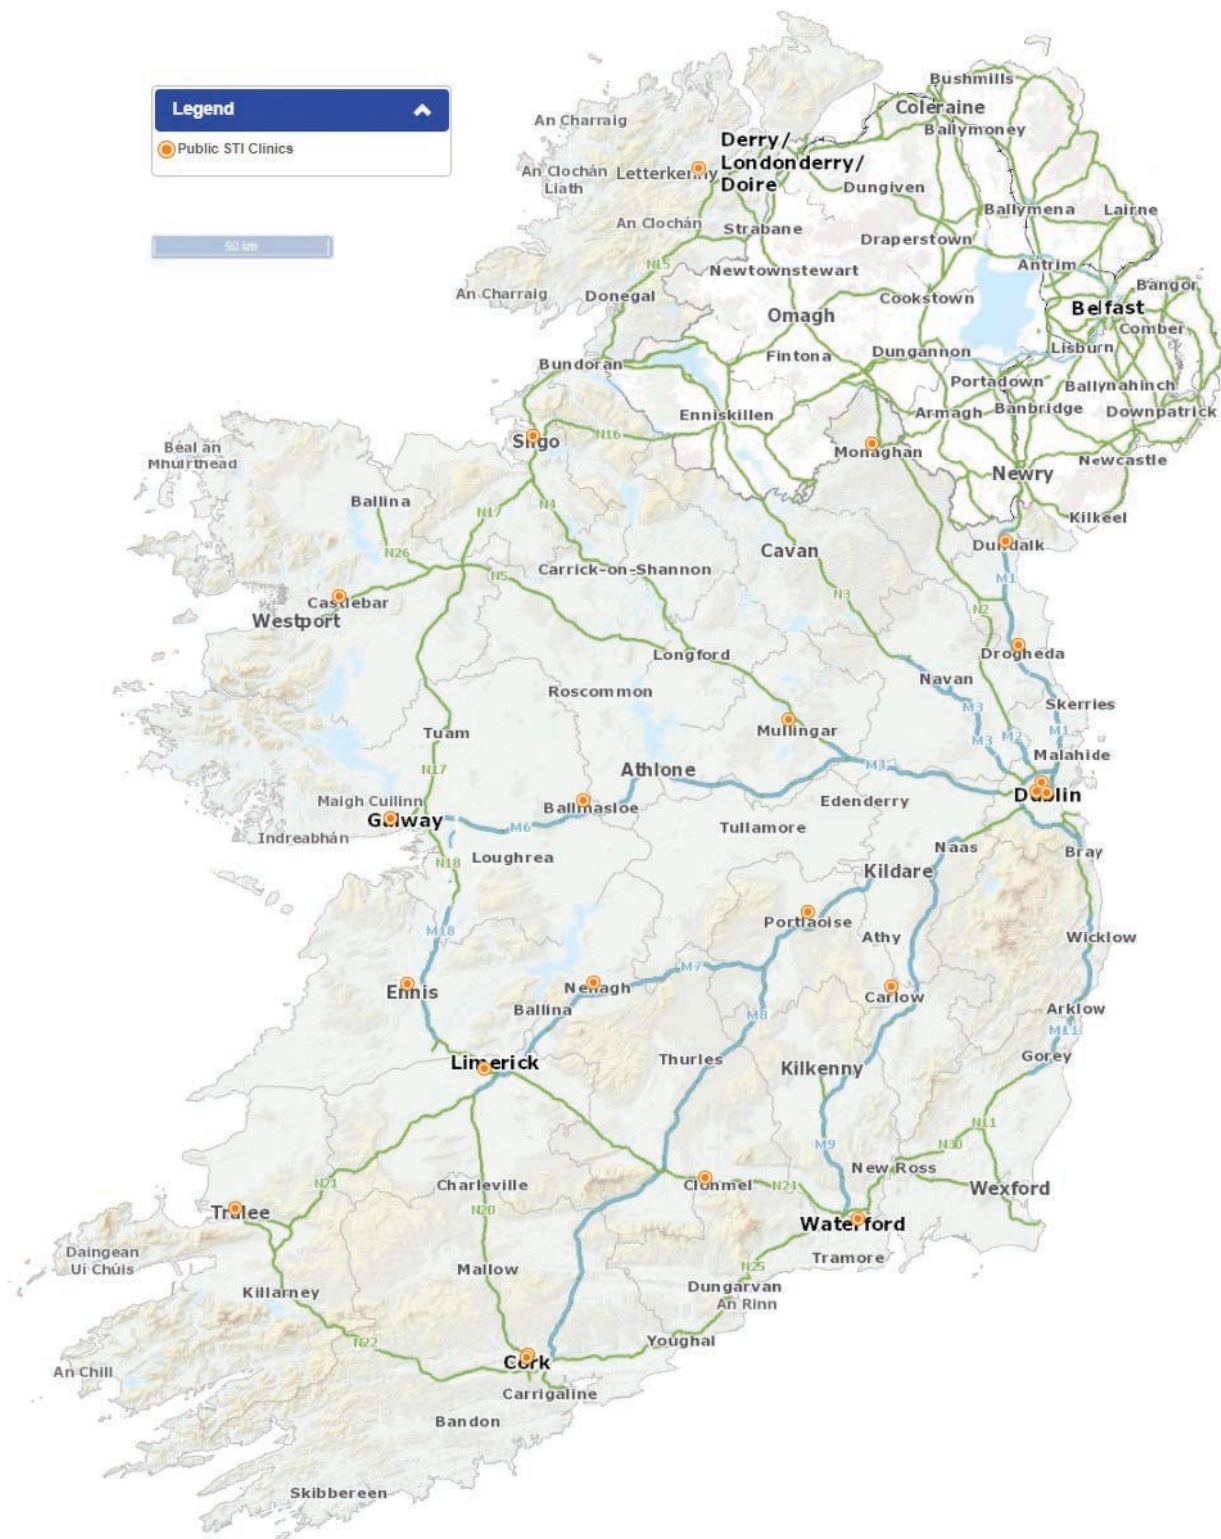 Legend
Public STI Clinics
50 km
Bushmills
Coleraine
Ballymoney
An Charraig
Derry/
Londonderry/
Doire
An Clochán
Liath
Letterkenny
Dungiven
Ballymena
Lairne
An Clochán
Strabane
Draperstown
N15
Newtownstewart
Antrim
An Charraig
Donegal
Cookstown
Bangor
Omagh
Belfast
Comber
Bundoran
Fintona
Dungannon
Lisburn
Portadown
Ballynahinch
Enniskillen
Armagh
Banbridge
Downpatrick
Sligo
N16
Béal an
Mhuirthead
Monaghan
Newry
Newcastle
Ballina
N17
N4
Kilkeel
N26
Cavan
Dundalk
N5
Carrick-on-Shannon
M1
Castlebar
Westport
N3
N2
Longford
Drogheda
Roscommon
Navan
Skerries
M3
Mullingar
M2
M1
Tuam
M3
Malahide
N17
Athlone
M4
Maigh Cuilinn
Ballinasloe
Edenderry
Dublin
Galway
M6
Tullamore
Indreabhán
Loughrea
Naas
Bray
N18
Kildare
Portlaoise
M18
Athy
Wicklow
M7
Ennis
Nenagh
Carlow
Ballina
M8
Arklow
M11
Limerick
Thurles
Kilkenny
Gorey
N11
M9
N30
New Ross
N21
Charleville
Clonmel
N24
Wexford
Tralee
N20
Waterford
Daingean
Uí Chúis
Mallow
N25
Tramore
Killarney
Dungarvan
An Rinn
N22
Youghal
An Chill
Cork
Carrigaline
Bandon
Skibbereen